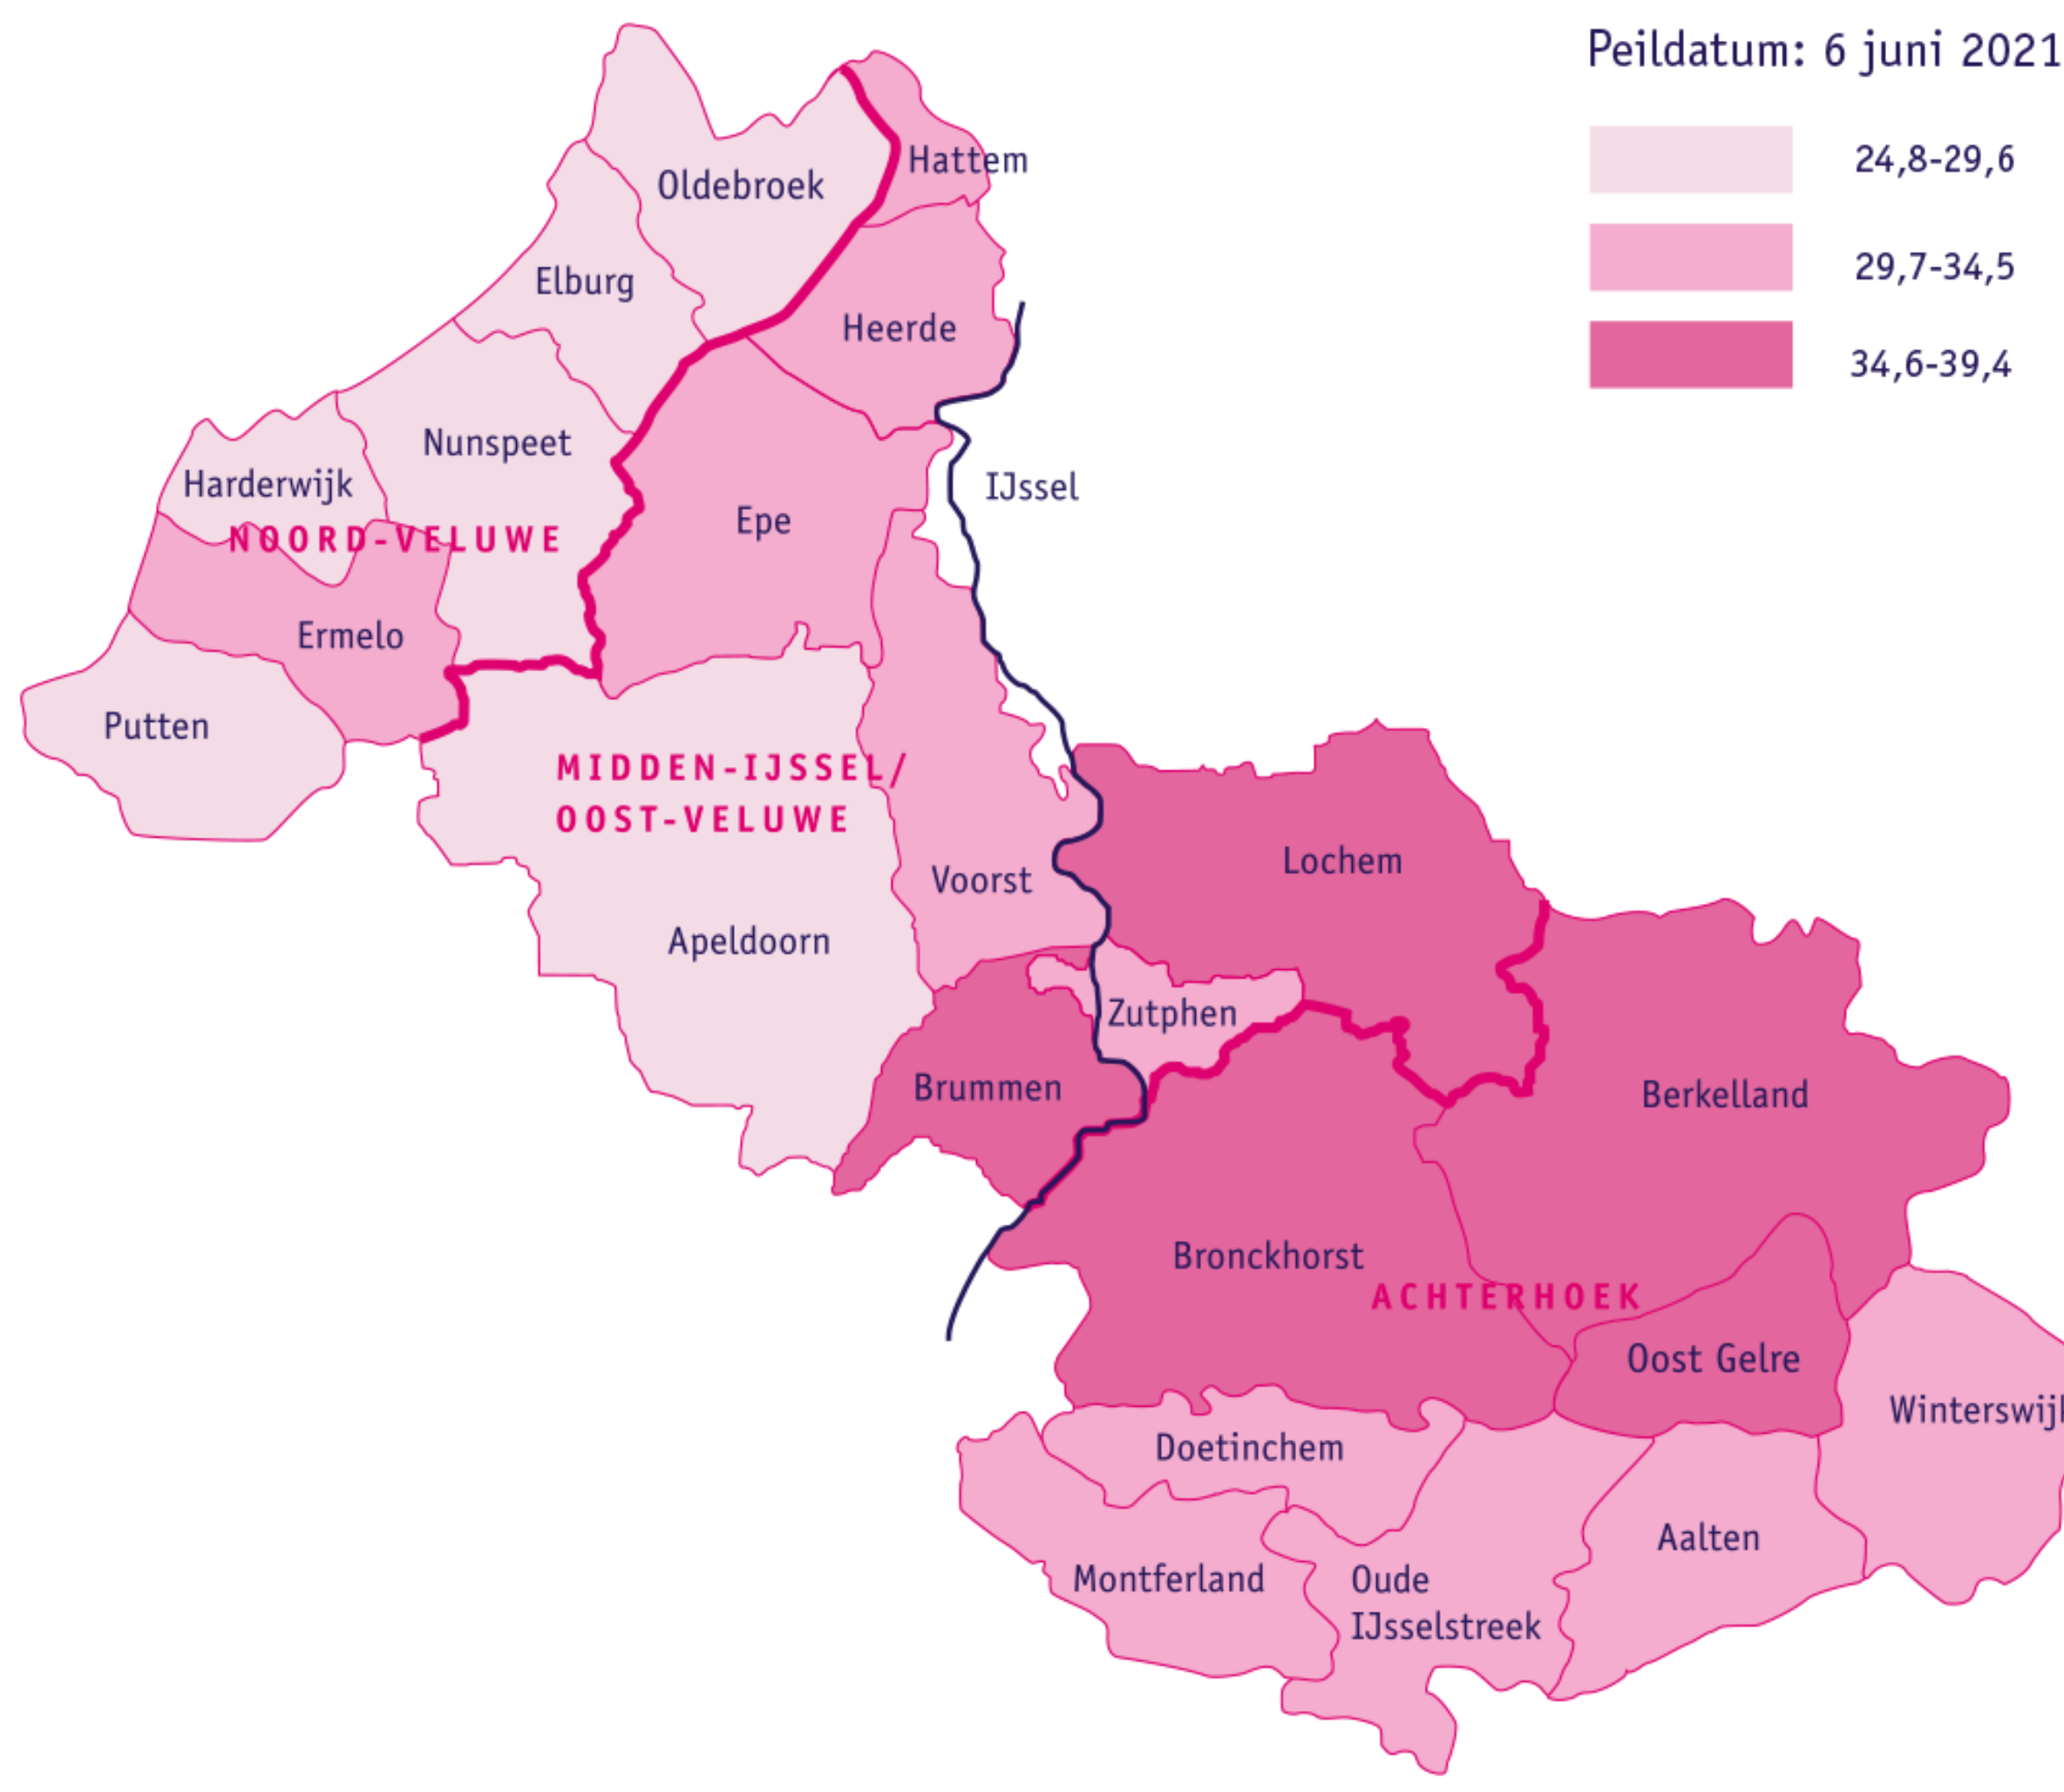 Peildatum: 6 juni 2021
24,8-29,6
29,7-34,5
34,6-39,4
Hattem
Oldebroek
Elburg
Heerde
Nunspeet
Harderwijk
IJssel
Epe
NOORD-VELUWE
Ermelo
Putten
MIDDEN-IJSSEL/
OOST-VELUWE
Lochem
Voorst
Apeldoorn
Zutphen
Brummen
Berkelland
Bronckhorst
ACHTERHOEK
Oost Gelre
Winterswij
Doetinchem
Aalten
Montferland
Oude
IJsselstreek